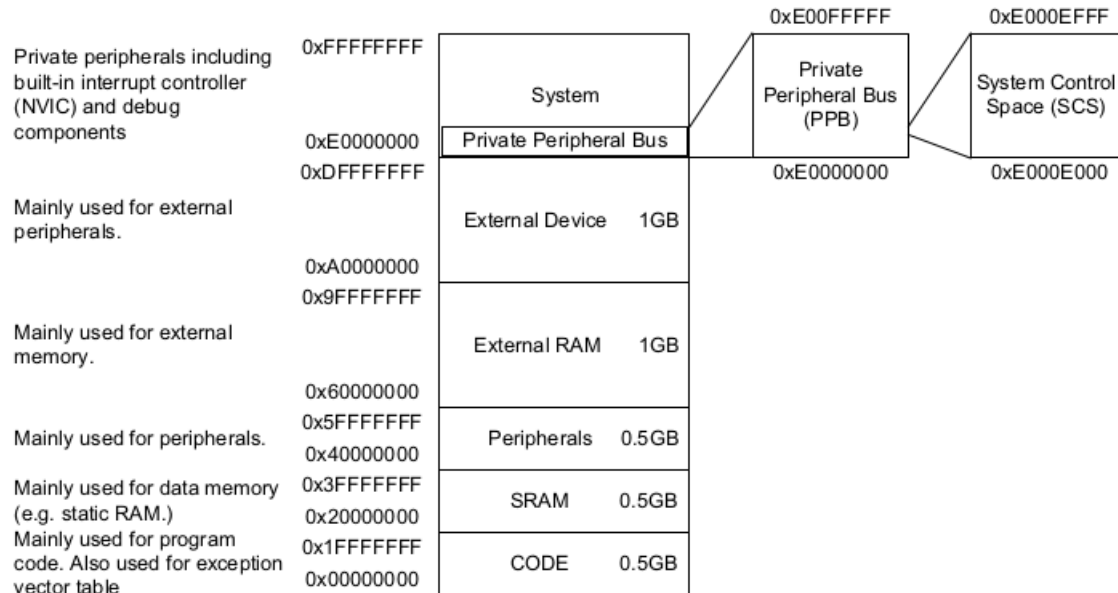 0xE00FFFFF
0xE000EFFF
Private peripherals including
built-in interrupt controller
(NVIC) and debug
components
0xFFFFFFFF
0xE0000000
System
Private Peripheral Bus
Private
Peripheral Bus
(PPB)
System Control
Space (SCS)
0xE0000000
0xE000E000
Mainly used for external
peripherals.
0xDFFFFFFF
0xA0000000
External Device 1GB
Mainly used for external
memory.
0x9FFFFFFF
0x60000000
External RAM 1GB
Mainly used for peripherals.
0x5FFFFFFF
0x40000000
Peripherals 0.5GB
Mainly used for data memory
(e.g. static RAM.)
0x3FFFFFFF
0x20000000
SRAM 0.5GB
Mainly used for program
code. Also used for exception
vector table
0x1FFFFFFF
0x00000000
CODE 0.5GB